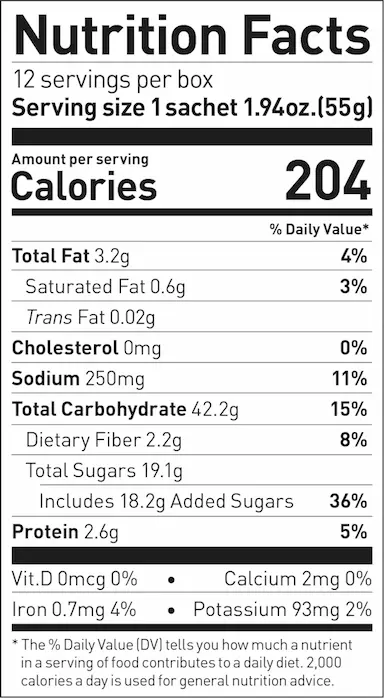 Nutrition Facts
12 servings per box
Serving size 1 sachet 1.94oz.(55g)
Amount per serving
Calories 204
% Daily Value*
Total Fat 3.2g 4%
Saturated Fat 0.6g 3%
Trans Fat 0.02g
Cholesterol 0mg 0%
Sodium 250mg 11%
Total Carbohydrate 42.2g 15%
Dietary Fiber 2.2g 8%
Total Sugars 19.1g
Includes 18.2g Added Sugars 36%
Protein 2.6g 5%
Vit.D 0mcg 0% • Calcium 2mg 0%
Iron 0.7mg 4% • Potassium 93mg 2%
* The % Daily Value (DV) tells you how much a nutrient
in a serving of food contributes to a daily diet. 2,000
calories a day is used for general nutrition advice.